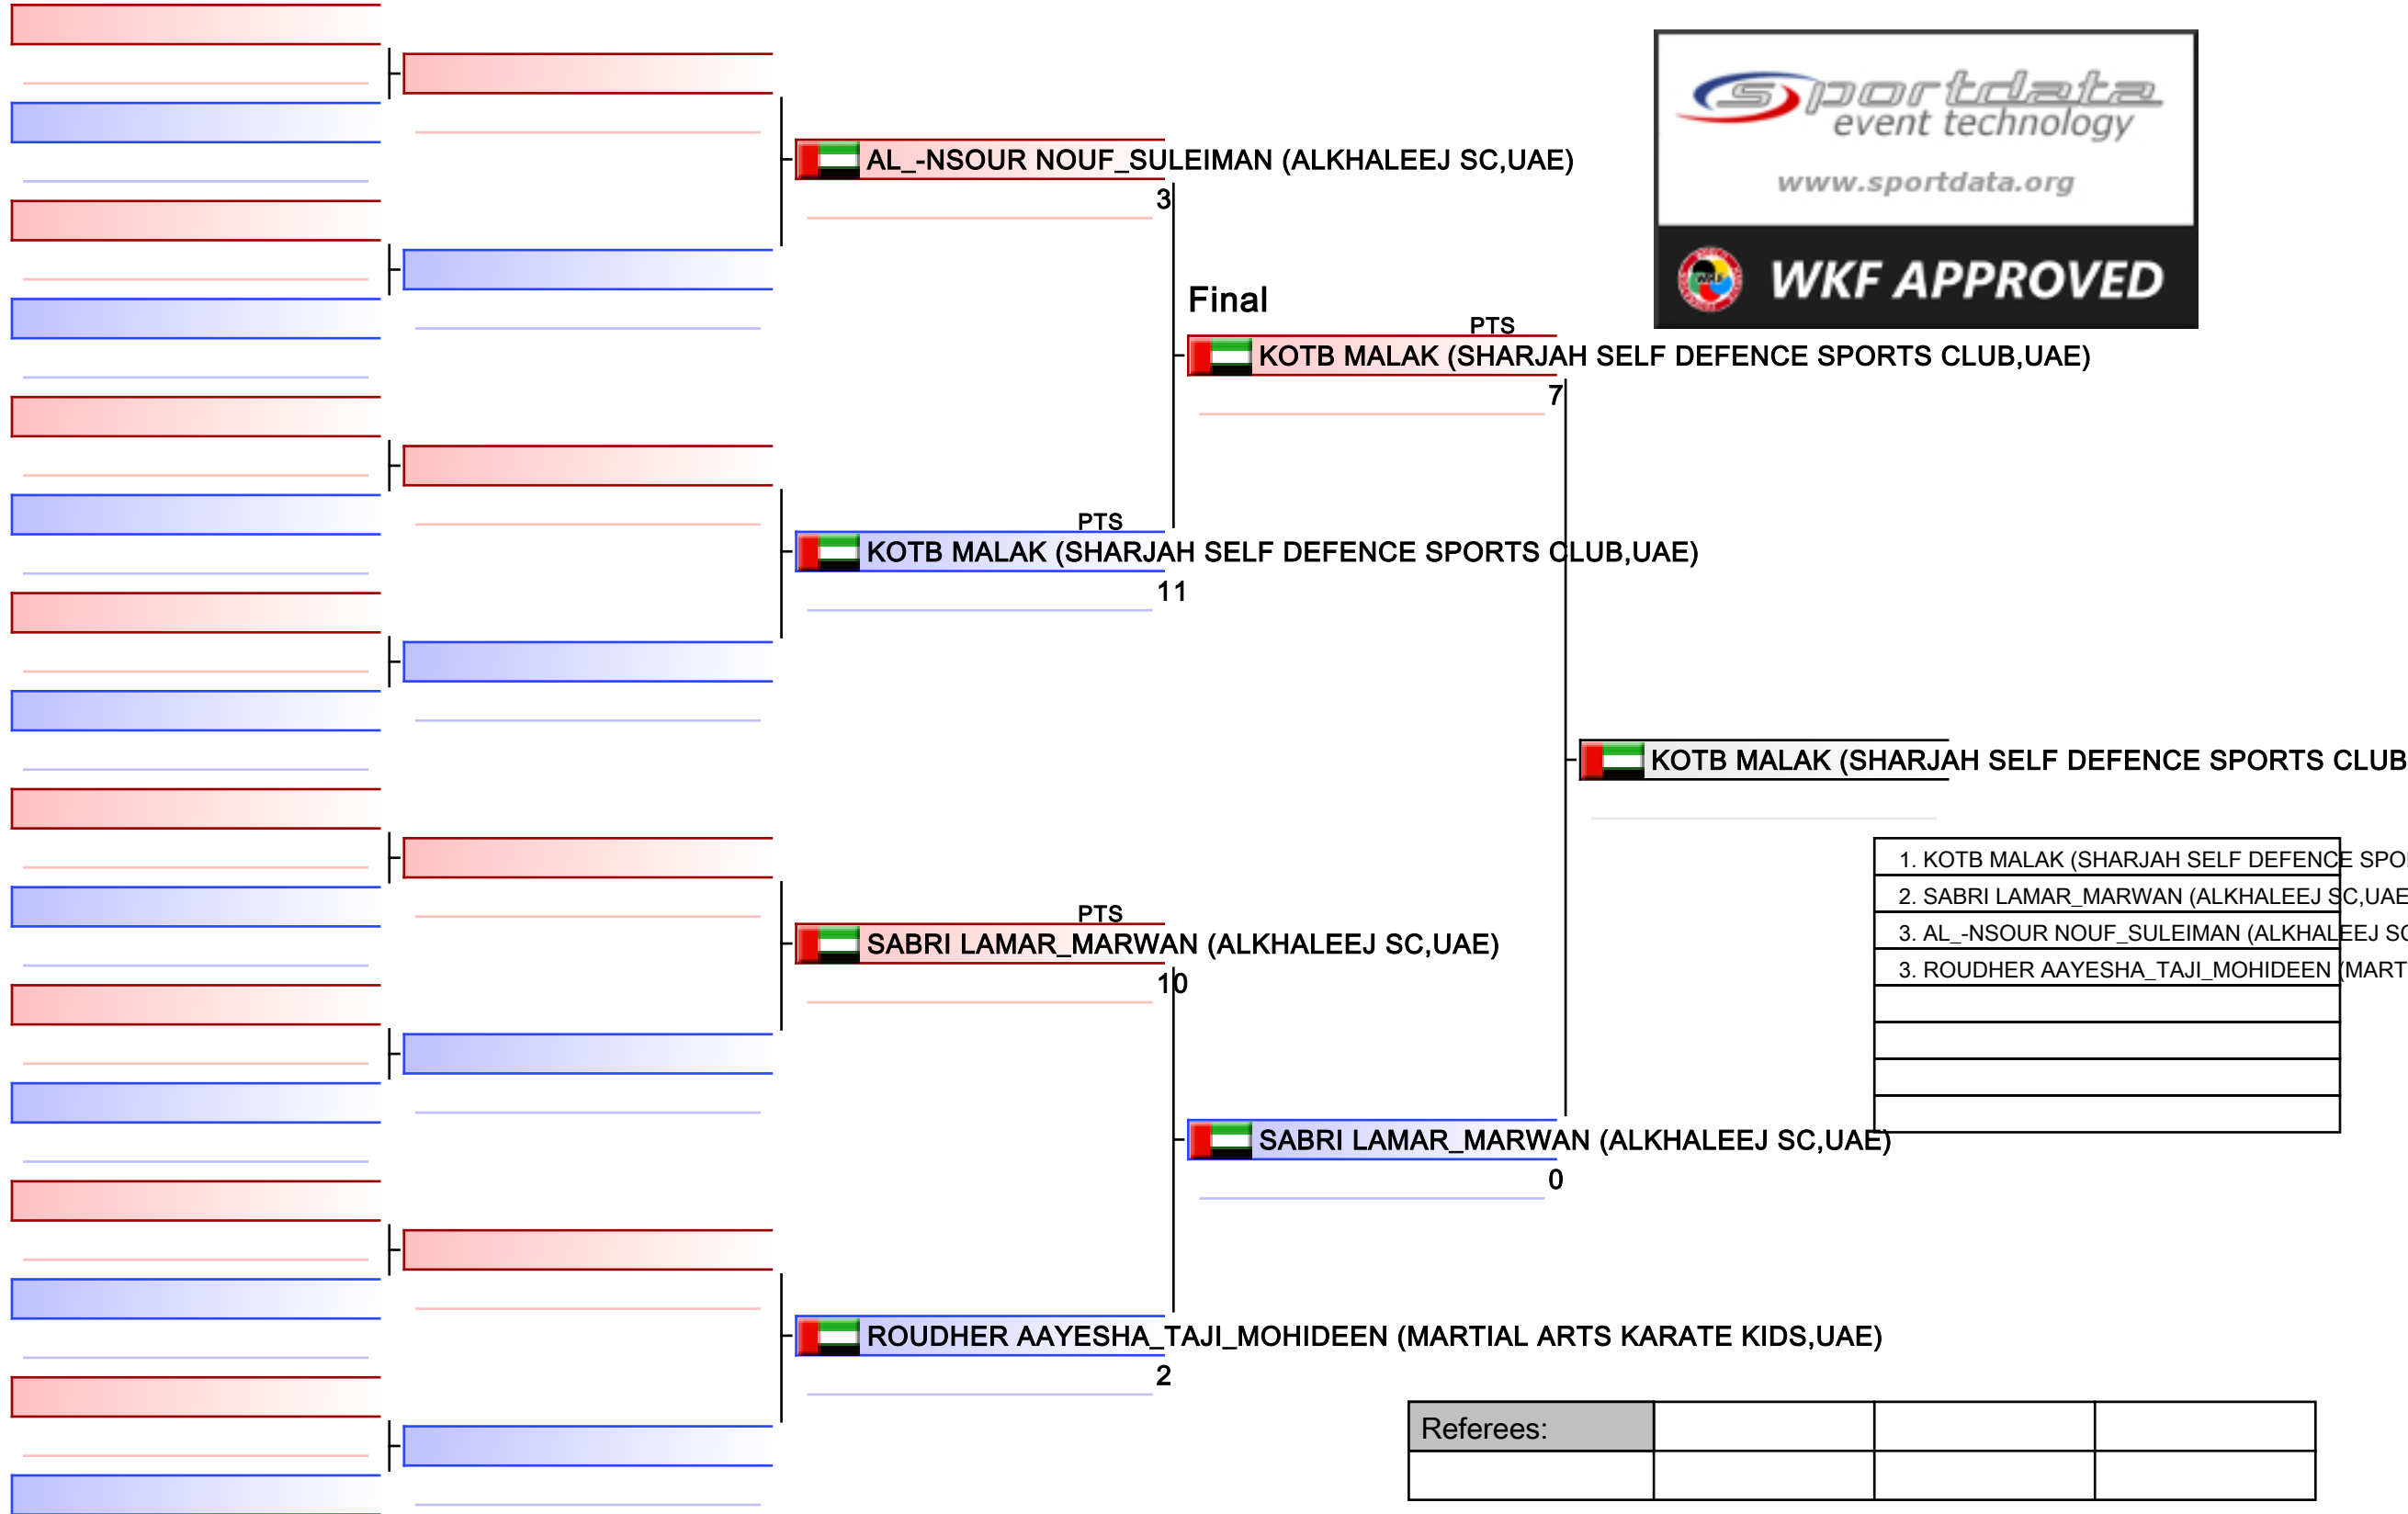 sportdata
event technology
www.sportdata.org
WKF
WKF APPROVED
AL_-NSOUR NOUF_SULEIMAN (ALKHALEEJ SC,UAE)
3
Final
PTS
KOTB MALAK (SHARJAH SELF DEFENCE SPORTS CLUB,UAE)
7
PTS
KOTB MALAK (SHARJAH SELF DEFENCE SPORTS CLUB,UAE)
11
KOTB MALAK (SHARJAH SELF DEFENCE SPORTS CLUB
1. KOTB MALAK (SHARJAH SELF DEFENCE SPO
2. SABRI LAMAR_MARWAN (ALKHALEEJ SC,UAE
3. AL_-NSOUR NOUF_SULEIMAN (ALKHALEEJ SC
3. ROUDHER AAYESHA_TAJI_MOHIDEEN (MART
PTS
SABRI LAMAR_MARWAN (ALKHALEEJ SC,UAE)
10
SABRI LAMAR_MARWAN (ALKHALEEJ SC,UAE)
0
ROUDHER AAYESHA_TAJI_MOHIDEEN (MARTIAL ARTS KARATE KIDS,UAE)
2
Referees: